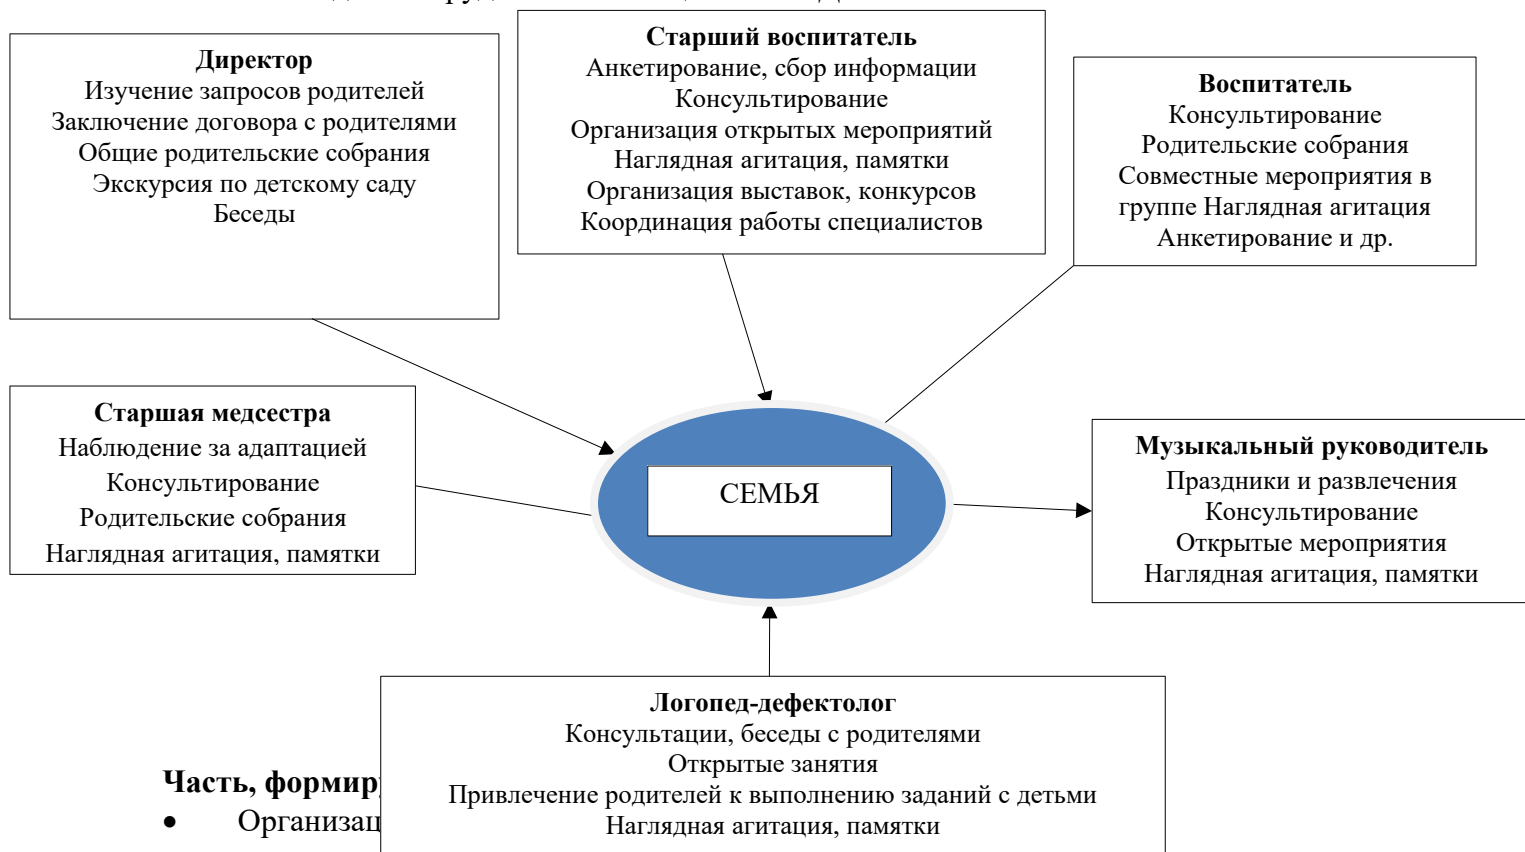 Директор
Изучение запросов родителей
Заключение договора с родителями
Общие родительские собрания
Экскурсия по детскому саду
Беседы
Старший воспитатель
Анкетирование, сбор информации
Консультирование
Организация открытых мероприятий
Наглядная агитация, памятки
Организация выставок, конкурсов
Координация работы специалистов
Воспитатель
Консультирование
Родительские собрания
Совместные мероприятия в
группе Наглядная агитация
Анкетирование и др.
Старшая медсестра
Наблюдение за адаптацией
Консультирование
Родительские собрания
Наглядная агитация, памятки
СЕМЬЯ
Музыкальный руководитель
Праздники и развлечения
Консультирование
Открытые мероприятия
Наглядная агитация, памятки
Логопед-дефектолог
Консультации, беседы с родителями
Открытые занятия
Привлечение родителей к выполнению заданий с детьми
Наглядная агитация, памятки
Часть, формиру
• Организац